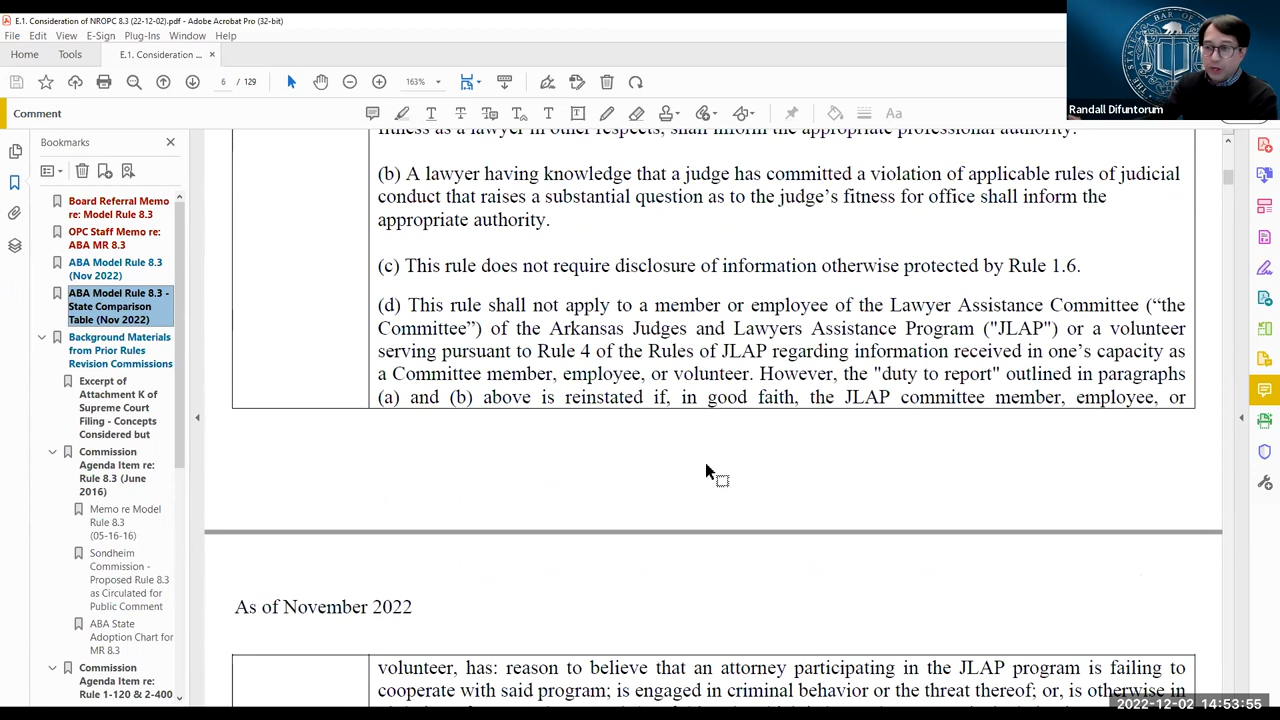 E.1. Consideration of NROPC 8.3 (22-12-02).pdf - Adobe Acrobat Pro (32-bit)
File Edit View E-Sign Plug-Ins Window Help
Home Tools E.1. Consideration ... ×
6 / 129 163%
Comment
Bookmarks
Board Referral Memo
re: Model Rule 8.3
OPC Staff Memo re:
ABA MR 8.3
ABA Model Rule 8.3
(Nov 2022)
ABA Model Rule 8.3 -
State Comparison
Table (Nov 2022)
Background Materials
from Prior Rules
Revision Commissions
Excerpt of
Attachment K of
Supreme Court
Filing - Concepts
Considered but
Commission
Agenda Item re:
Rule 8.3 (June
2016)
Memo re Model
Rule 8.3
(05-16-16)
Sondheim
Commission -
Proposed Rule 8.3
as Circulated for
Public Comment
ABA State
Adoption Chart for
MR 8.3
Commission
Agenda Item re:
Rule 1-120 & 2-400
fitness as a lawyer in other respects, shall inform the appropriate professional authority.
(b) A lawyer having knowledge that a judge has committed a violation of applicable rules of judicial
conduct that raises a substantial question as to the judge’s fitness for office shall inform the
appropriate authority.
(c) This rule does not require disclosure of information otherwise protected by Rule 1.6.
(d) This rule shall not apply to a member or employee of the Lawyer Assistance Committee (“the
Committee”) of the Arkansas Judges and Lawyers Assistance Program ("JLAP") or a volunteer
serving pursuant to Rule 4 of the Rules of JLAP regarding information received in one’s capacity as
a Committee member, employee, or volunteer. However, the "duty to report" outlined in paragraphs
(a) and (b) above is reinstated if, in good faith, the JLAP committee member, employee, or
As of November 2022
volunteer, has: reason to believe that an attorney participating in the JLAP program is failing to
cooperate with said program; is engaged in criminal behavior or the threat thereof; or, is otherwise in
Randall Difuntorum
2022-12-02 14:53:55